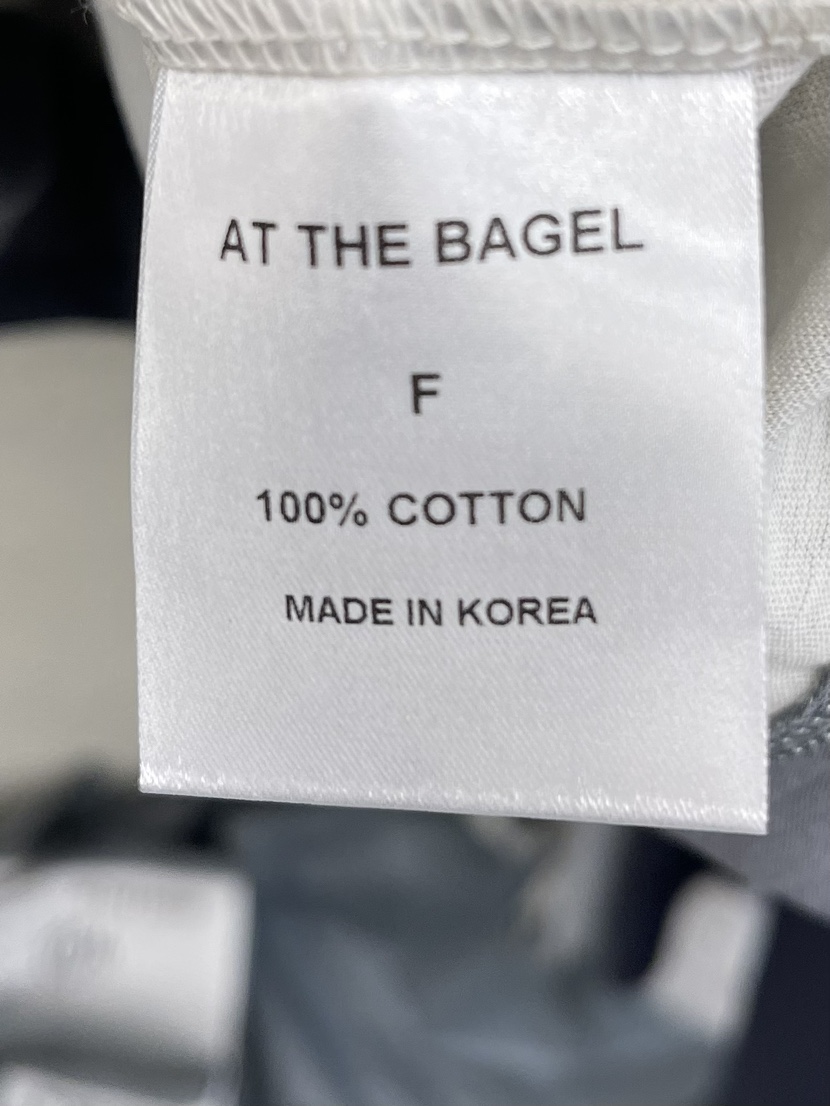 AT THE BAGEL
F
100% COTTON
MADE IN KOREA